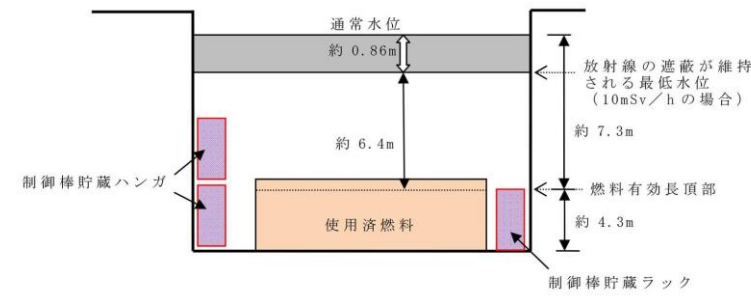 通常水位
約 0.86m
放射線の遮蔽が維持
される最低水位
（10mSv／hの場合）
約 7.3m
約 6.4m
制御棒貯蔵ハンガ
燃料有効長頂部
使用済燃料
約 4.3m
制御棒貯蔵ラック